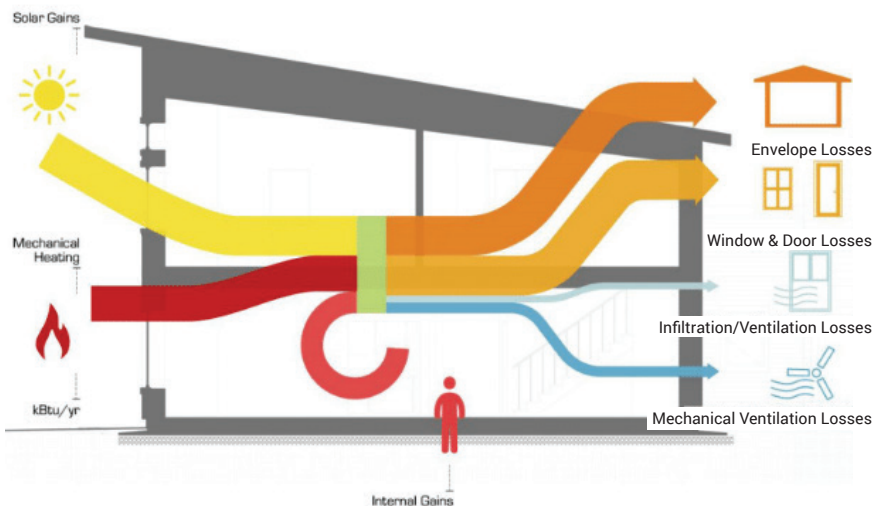 Solar Gains
Envelope Losses
Window & Door Losses
Mechanical
Heating
Infiltration/Ventilation Losses
kBtu/yr
Mechanical Ventilation Losses
Internal Gains